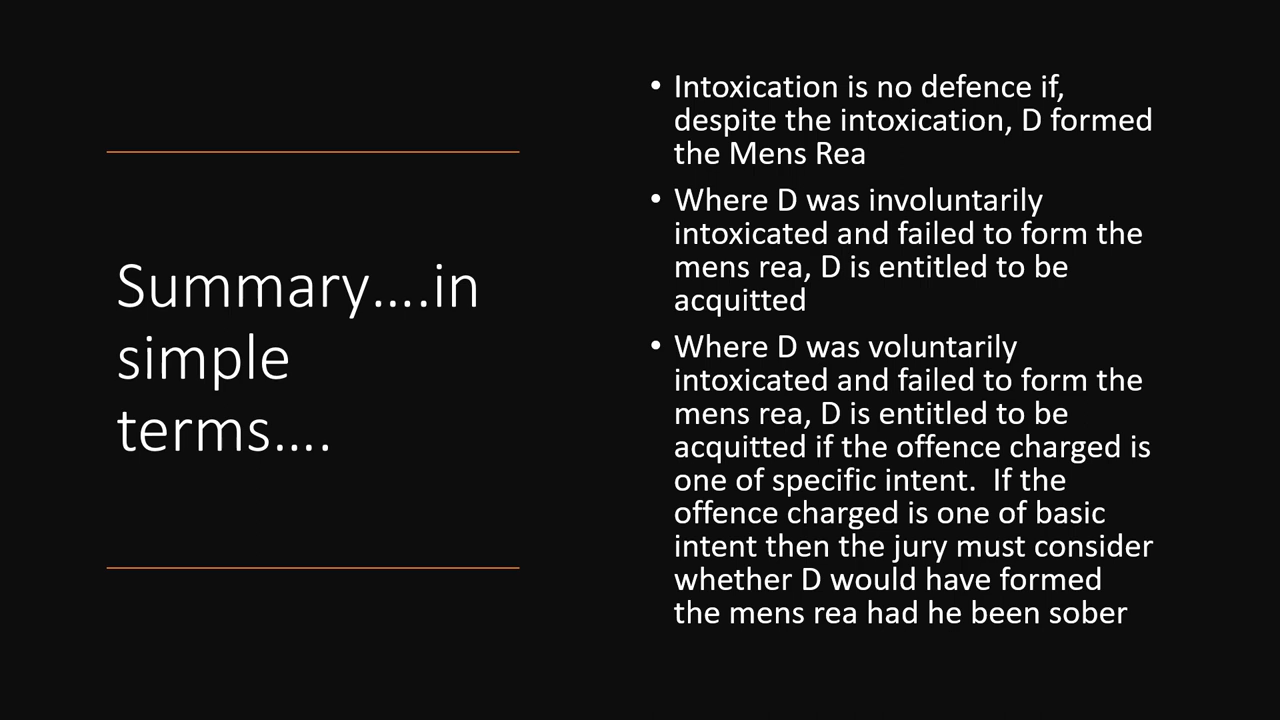 Summary....in
simple
terms....
• Intoxication is no defence if,
despite the intoxication, D formed
the Mens Rea
• Where D was involuntarily
intoxicated and failed to form the
mens rea, D is entitled to be
acquitted
• Where D was voluntarily
intoxicated and failed to form the
mens rea, D is entitled to be
acquitted if the offence charged is
one of specific intent.  If the
offence charged is one of basic
intent then the jury must consider
whether D would have formed
the mens rea had he been sober